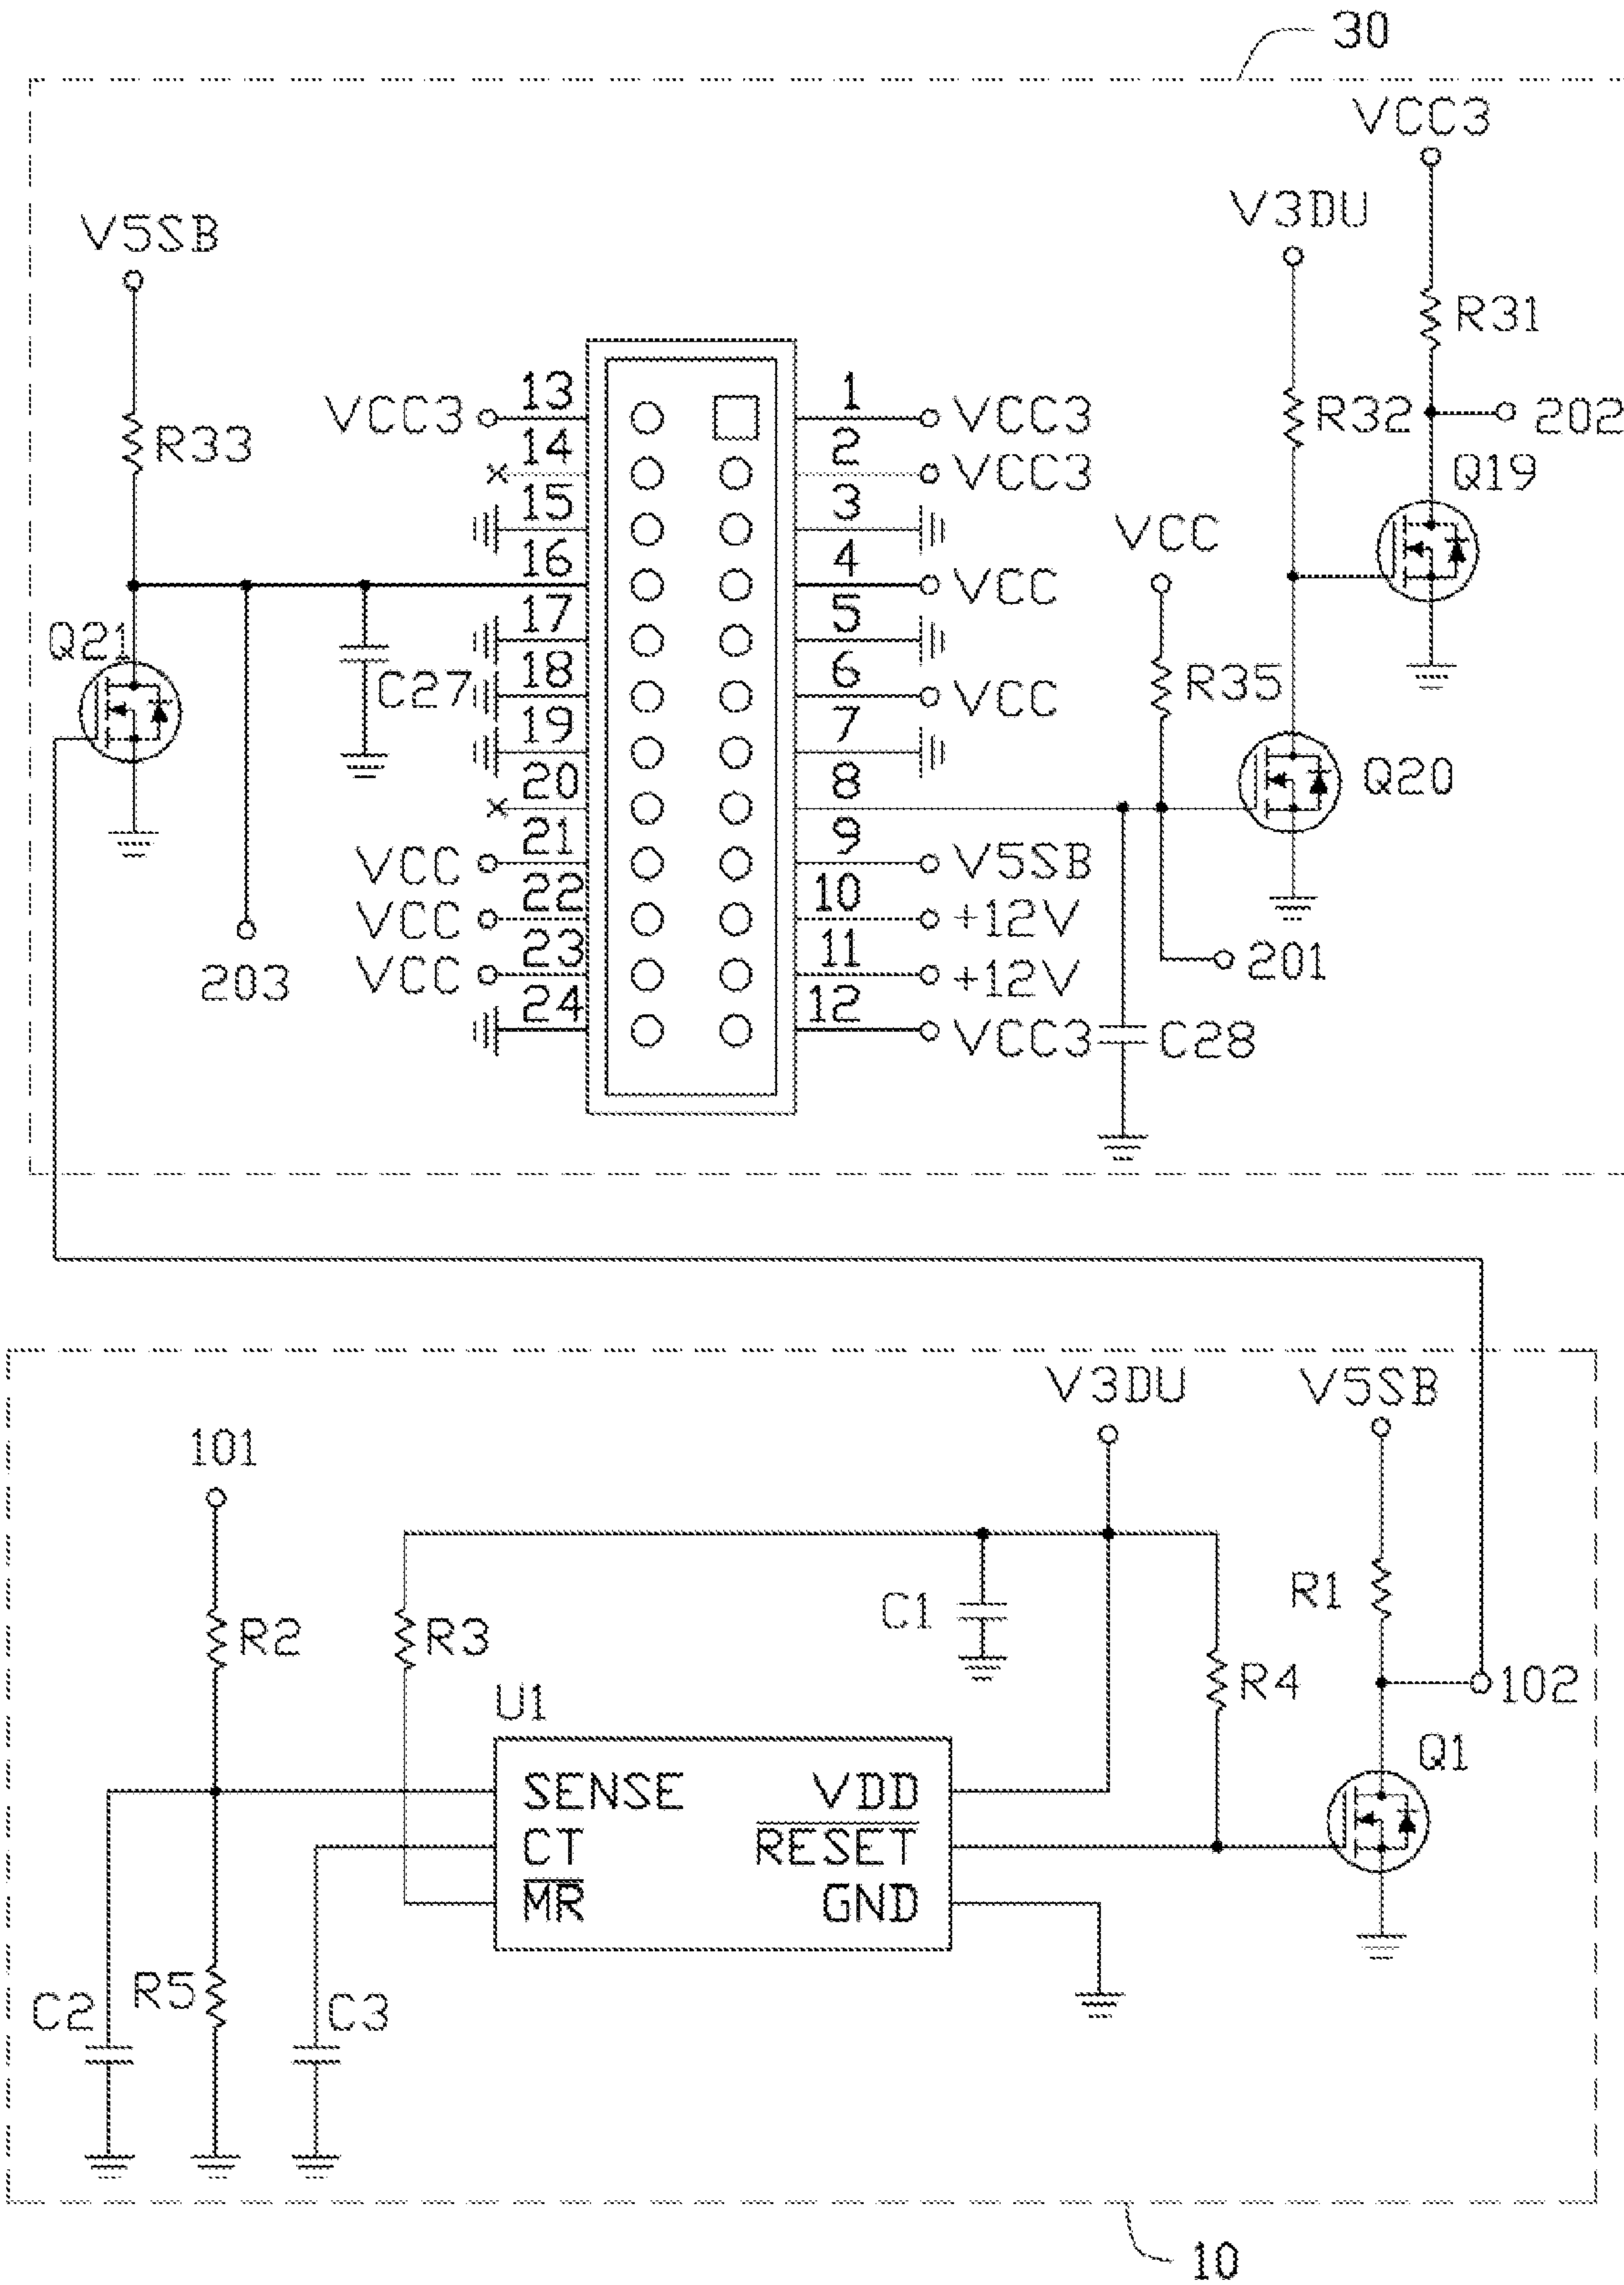 30
VCC3
V3DU
V5SB
R31
13 1
VCC3 VCC3
R32 202
R33
14 2
VCC3
Q19
15 3
VCC
16 4
VCC
17 5
Q21
18 6
C27 VCC R35
19 7
20 8
Q20
21 9
VCC V5SB
22 10
VCC +12V
23 11
203 VCC +12V 201
24 12
VCC3 C28
V3DU V5SB
101
R2 R3 C1 R1
R4 102
U1
Q1
SENSE VDD
CT RESET
MR GND
C2 R5 C3
10